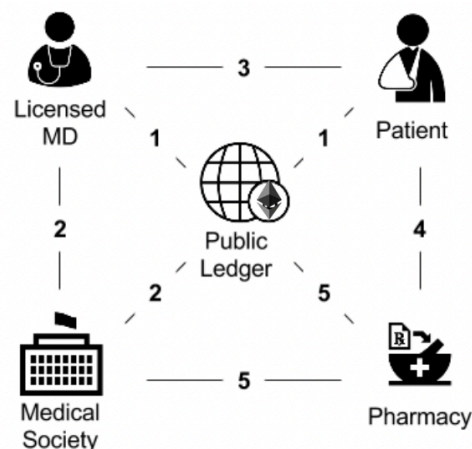 3
Licensed
MD
Patient
1
1
Public
Ledger
2
4
2
5
℞
Medical
Society
5
Pharmacy